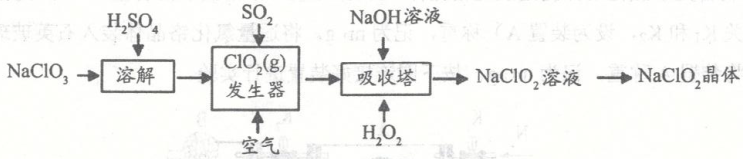 H₂SO₄
SO₂
NaOH溶液
NaClO₃
溶解
ClO₂(g)
发生器
吸收塔
NaClO₂溶液
NaClO₂晶体
空气
H₂O₂